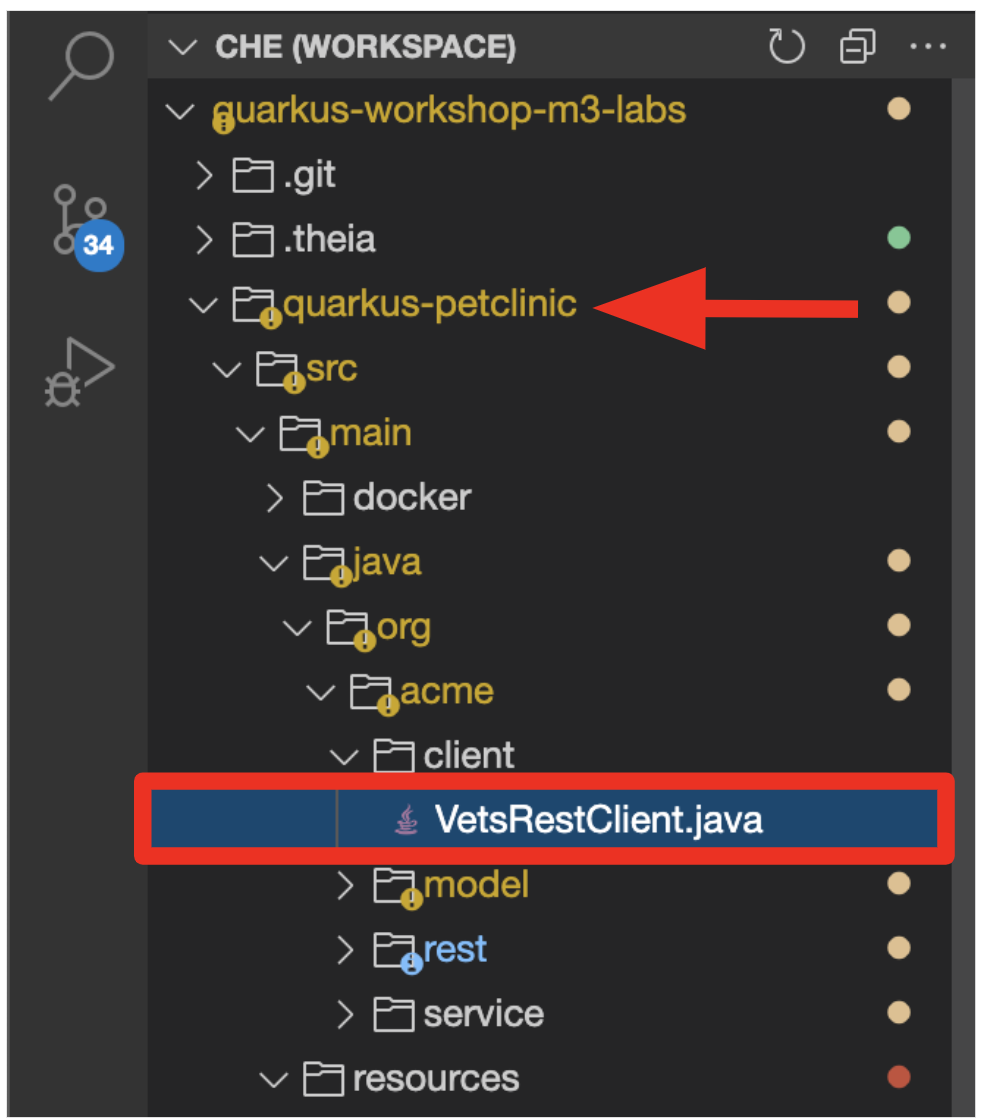 CHE (WORKSPACE)
quarkus-workshop-m3-labs
.git
.theia
34
quarkus-petclinic
src
main
docker
java
org
acme
client
VetsRestClient.java
model
rest
service
resources